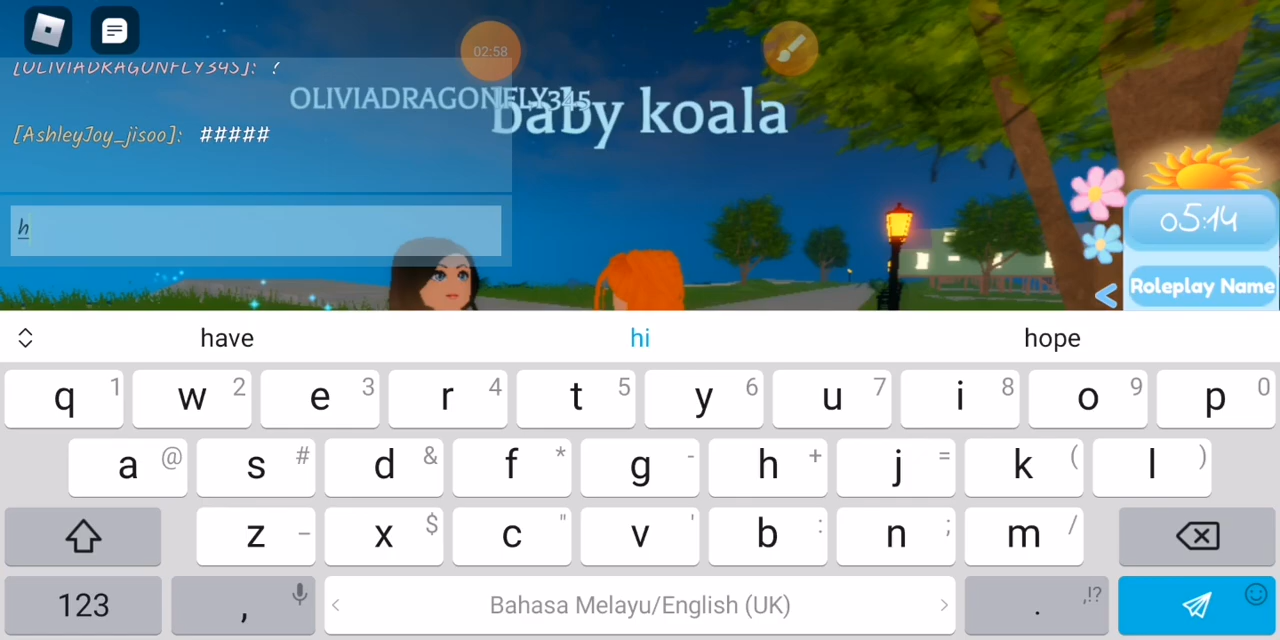 02:58
[OLIVIADRAGONFLY345]: (
OLIVIADRAGONFLY345
baby koala
[AshleyJoy_jisoo]: #####
h
05:14
Roleplay Name
have hi hope
q 1 w 2 e 3 r 4 t 5 y 6 u 7 i 8 o 9 p 0
a @ s # d & f * g - h + j = k ( l )
z _ x $ c " v ' b : n ; m /
123 , < Bahasa Melayu/English (UK) > . ,!?